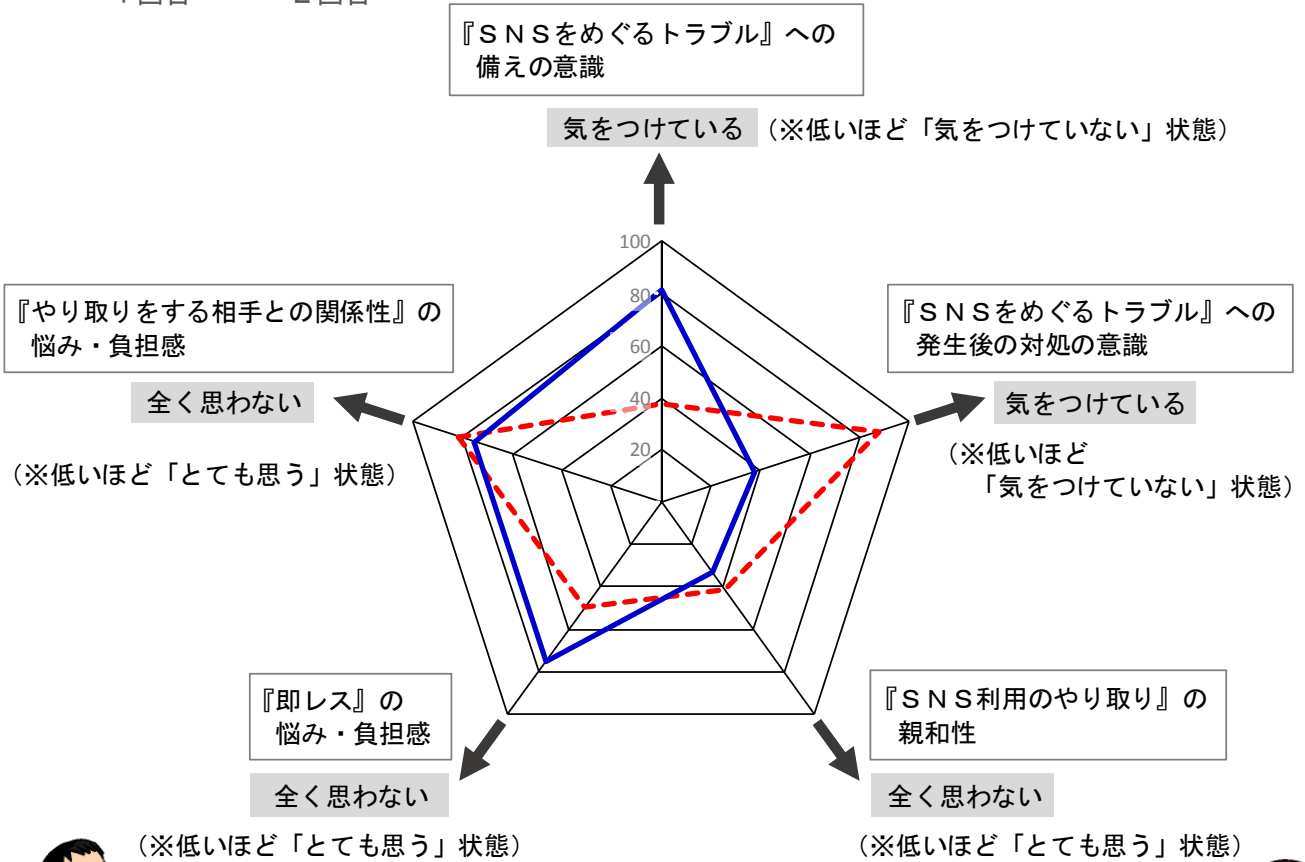 『ＳＮＳをめぐるトラブル』への
備えの意識
気をつけている （※低いほど「気をつけていない」状態）
100
80
60
40
20
『やり取りをする相手との関係性』の
悩み・負担感
全く思わない
（※低いほど「とても思う」状態）
『ＳＮＳをめぐるトラブル』への
発生後の対処の意識
気をつけている
（※低いほど
「気をつけていない」状態）
『即レス』の
悩み・負担感
全く思わない
（※低いほど「とても思う」状態）
『ＳＮＳ利用のやり取り』の
親和性
全く思わない
（※低いほど「とても思う」状態）